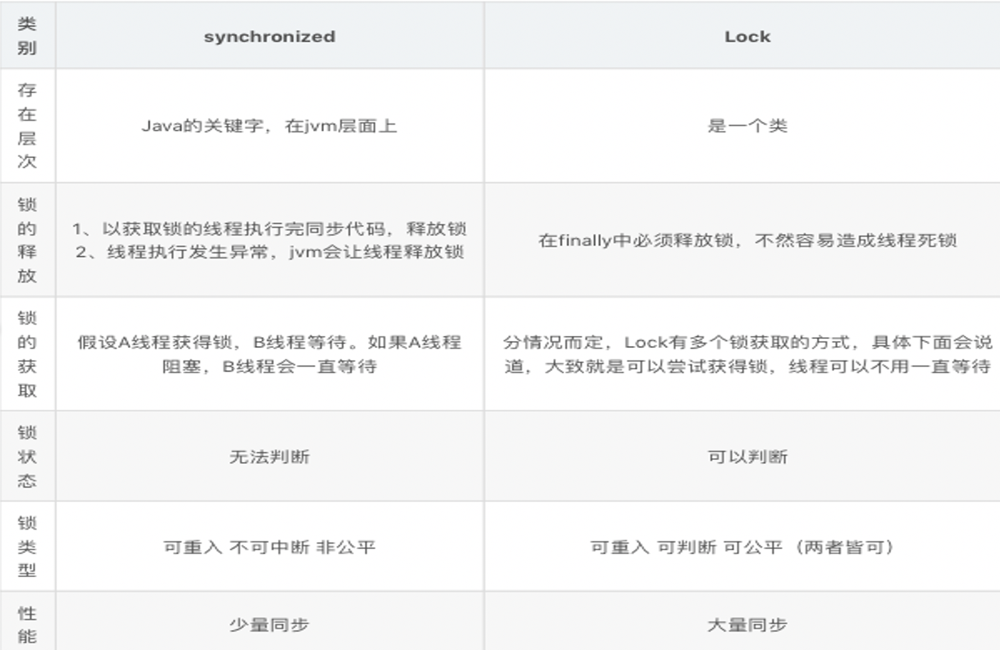 类
别
synchronized
Lock
存
在
层
次
Java的关键字，在jvm层面上
是一个类
锁
的
释
放
1、以获取锁的线程执行完同步代码，释放锁
2、线程执行发生异常，jvm会让线程释放锁
在finally中必须释放锁，不然容易造成线程死锁
锁
的
获
取
假设A线程获得锁，B线程等待。如果A线程
阻塞，B线程会一直等待
分情况而定，Lock有多个锁获取的方式，具体下面会说
道，大致就是可以尝试获得锁，线程可以不用一直等待
锁
状
态
无法判断
可以判断
锁
类
型
可重入 不可中断 非公平
可重入 可判断 可公平（两者皆可）
性
能
少量同步
大量同步